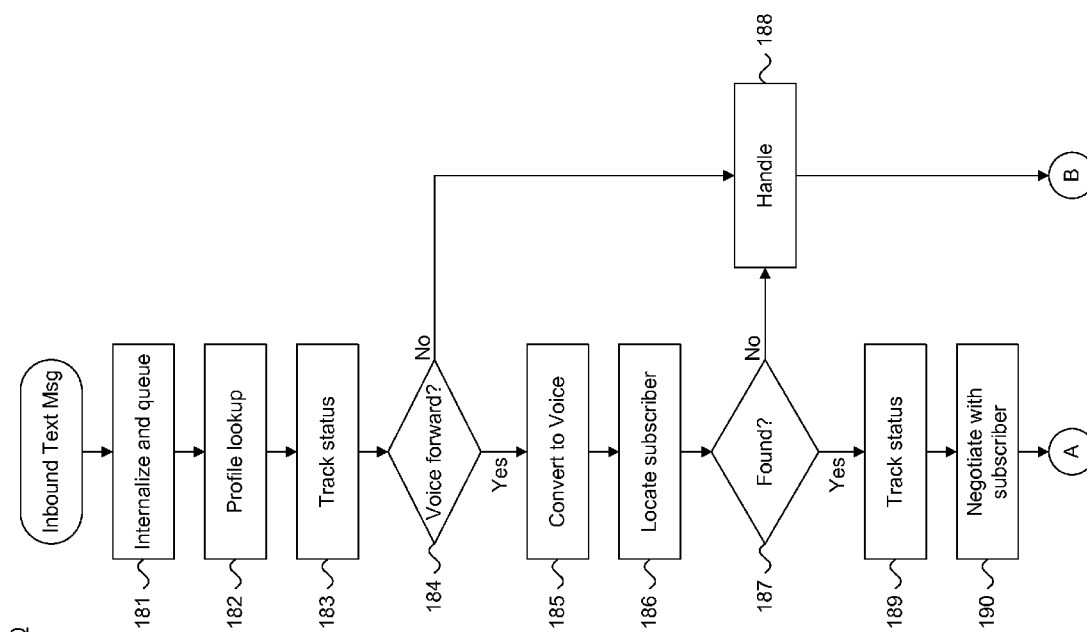 Inbound Text Msg
181
Internalize and queue
182
Profile lookup
183
Track status
184
Voice forward?
No
Yes
185
Convert to Voice
186
Locate subscriber
187
Found?
No
Handle
188
Yes
189
Track status
190
Negotiate with
subscriber
A
B